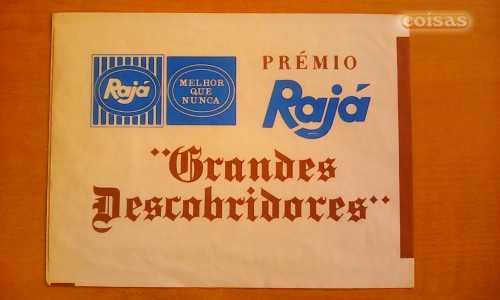 coisas
Rajá
MELHOR
QUE
NUNCA
PRÉMIO
Rajá
"Grandes
Descobridores"